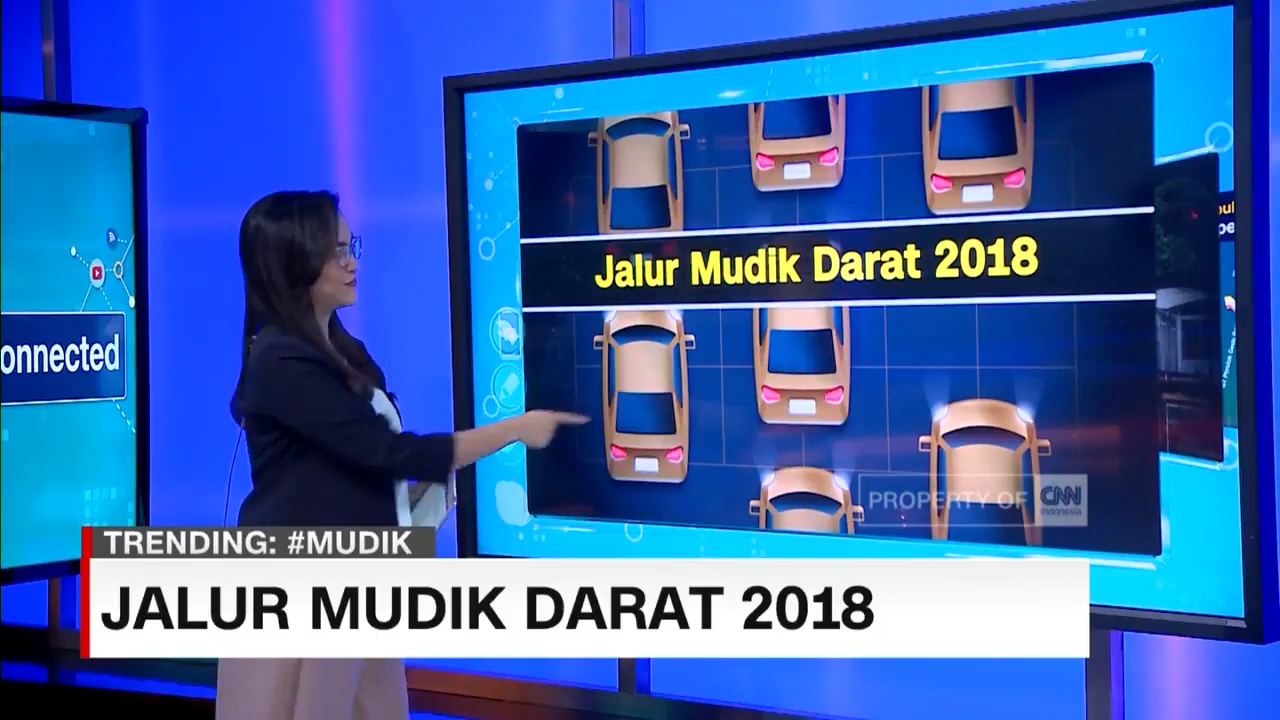 Jalur Mudik Darat 2018
onnected
PROPERTY OF CNN
Indonesia
TRENDING: #MUDIK
JALUR MUDIK DARAT 2018